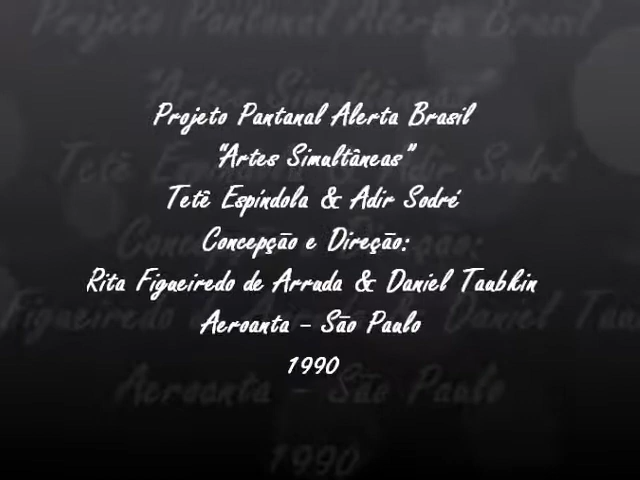 Projeto Pantanal Alerta Brasil
"Artes Simultâneas"
Tetê Espíndola & Adir Sodré
Concepção e Direção:
Rita Figueiredo de Arruda & Daniel Taubkin
Aeroanta - São Paulo
1990